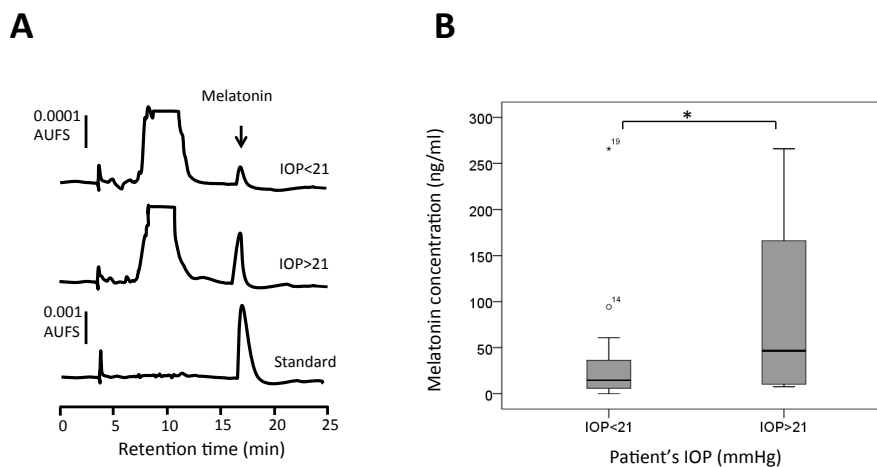 A
0.0001
AUFS
Melatonin
IOP<21
IOP>21
0.001
AUFS
Standard
0 5 10 15 20 25
Retention time (min)
B
Melatonin concentration (ng/ml)
300
250
200
150
100
50
0
*
*19
14
IOP<21 IOP>21
Patient's IOP (mmHg)